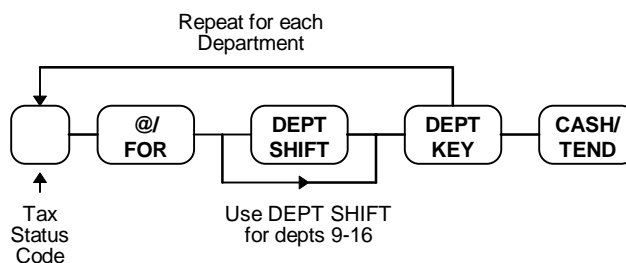 Repeat for each
Department
@/
FOR
DEPT
SHIFT
DEPT
KEY
CASH/
TEND
Tax
Status
Code
Use DEPT SHIFT
for depts 9-16